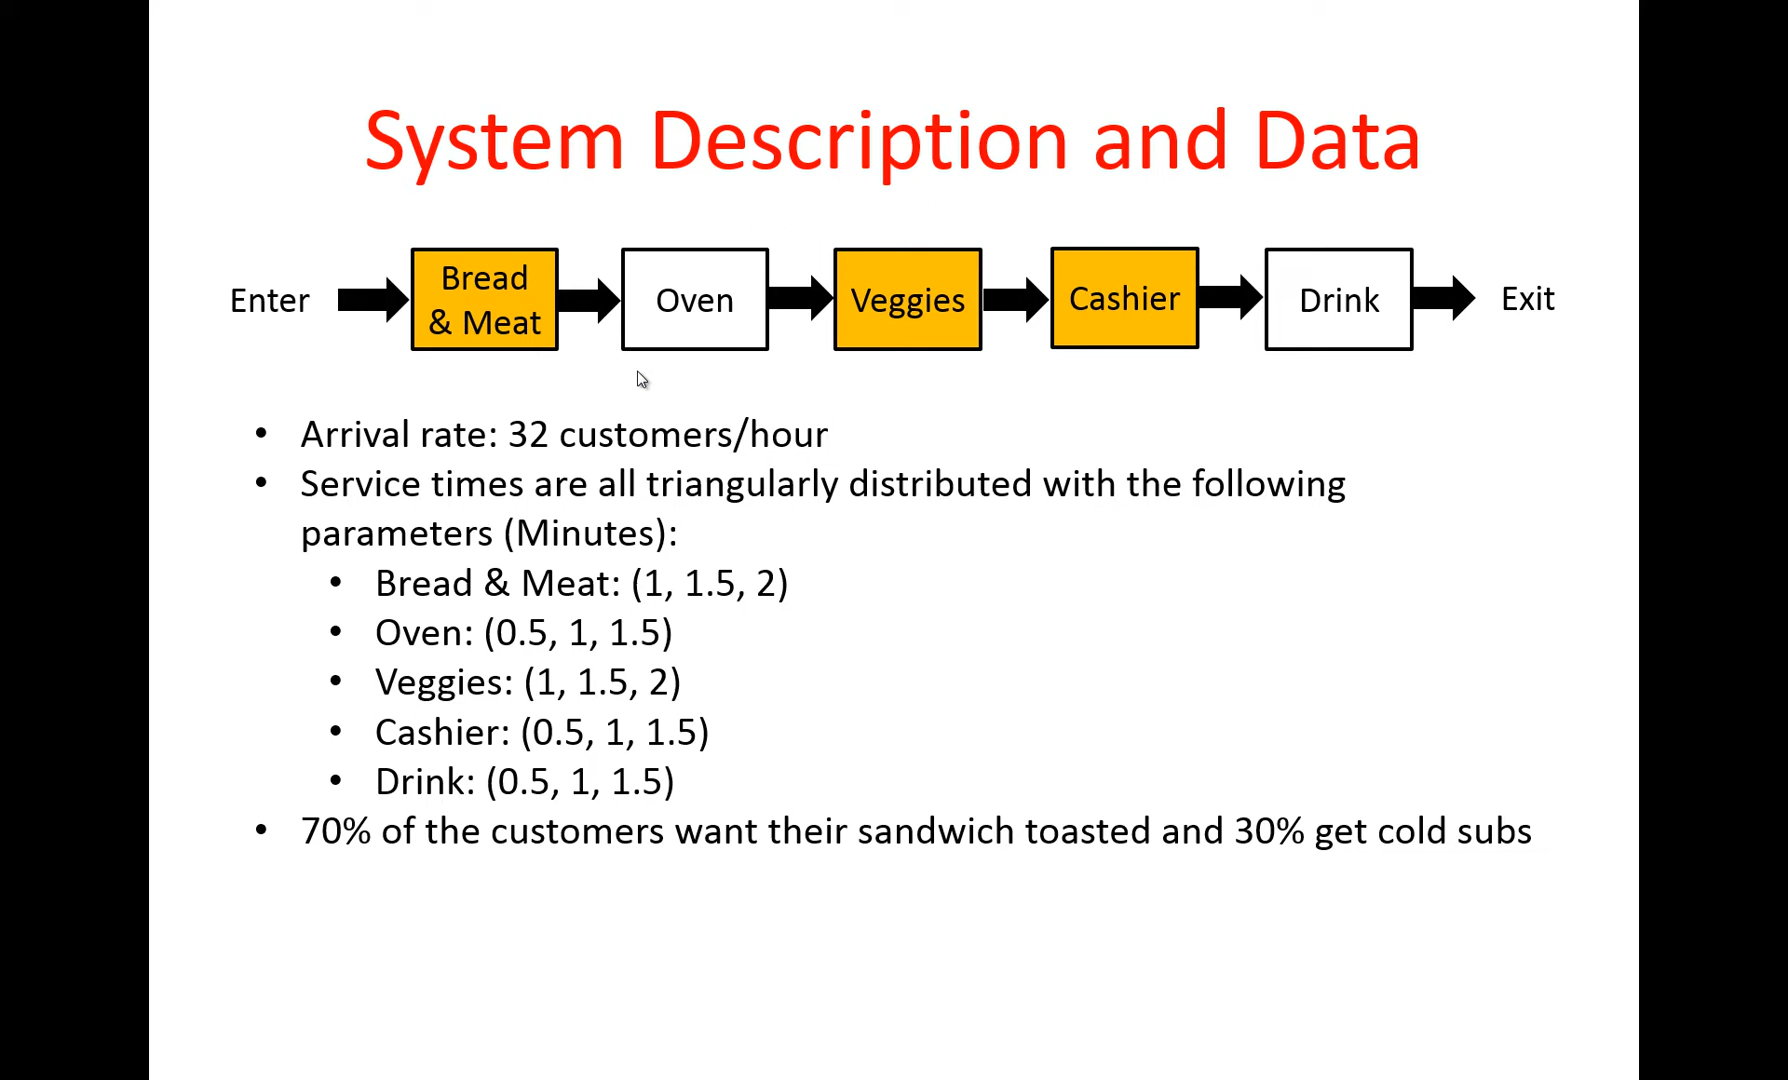 System Description and Data
Enter
Bread
& Meat
Oven
Veggies
Cashier
Drink
Exit
• Arrival rate: 32 customers/hour
• Service times are all triangularly distributed with the following
parameters (Minutes):
• Bread & Meat: (1, 1.5, 2)
• Oven: (0.5, 1, 1.5)
• Veggies: (1, 1.5, 2)
• Cashier: (0.5, 1, 1.5)
• Drink: (0.5, 1, 1.5)
• 70% of the customers want their sandwich toasted and 30% get cold subs